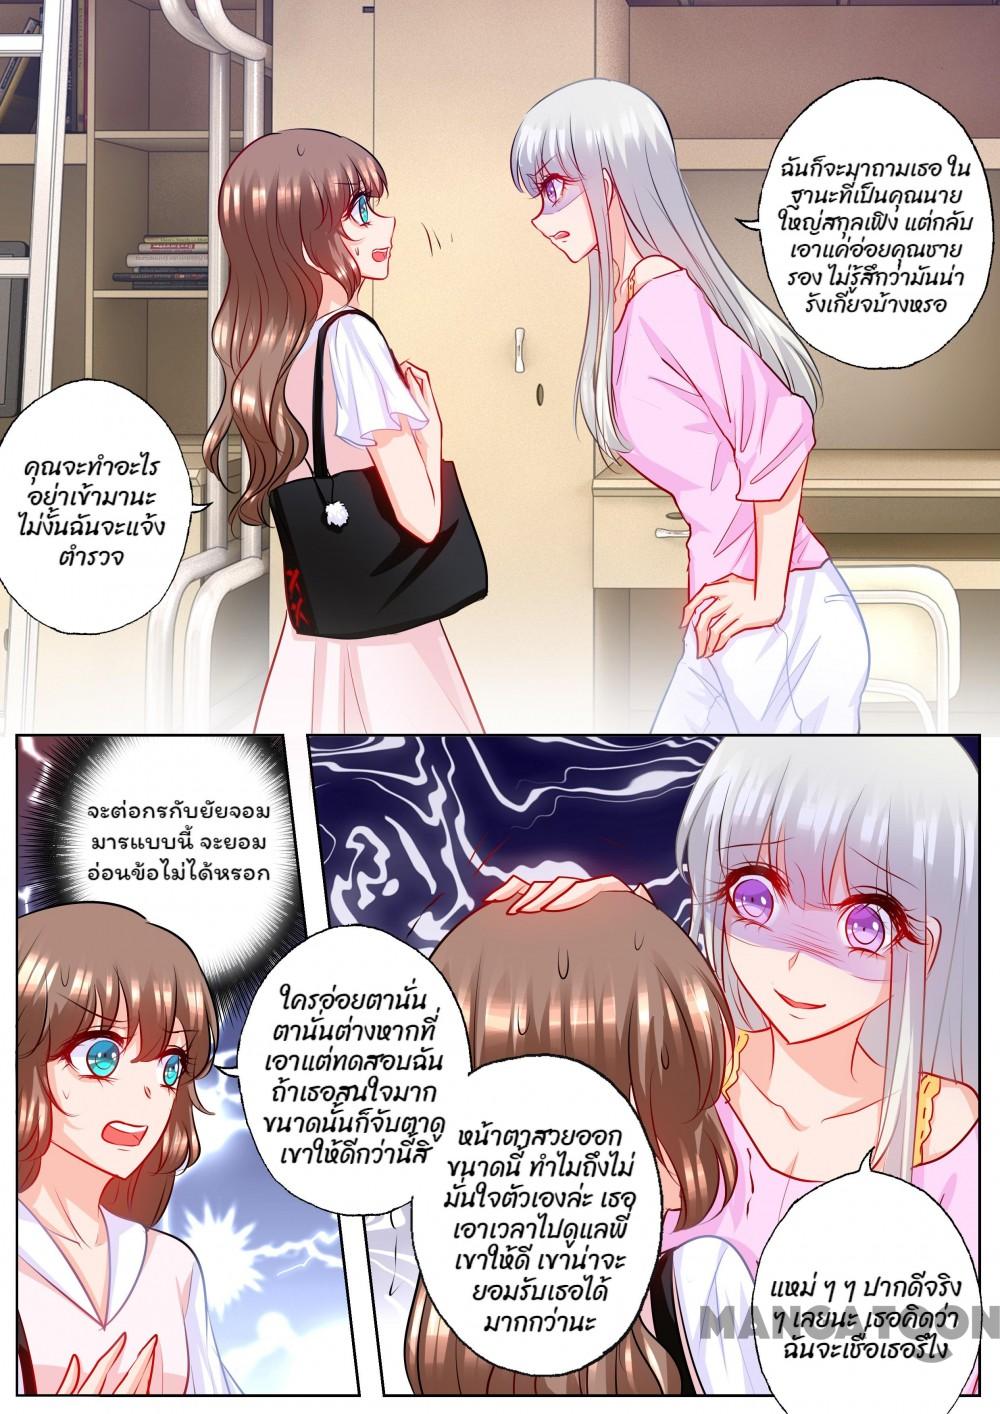 ฉันก็จะมาถามเธอ ใน
ฐานะที่เป็นคุณนาย
ใหญ่สกุลเฟิง แต่กลับ
เอาแค่อ่อยคุณชาย
รอง ไม่รู้สึกว่ามันน่า
รังเกียจบ้างหรอ
คุณจะทำอะไร
อย่าเข้ามานะ
ไม่งั้นฉันจะแจ้ง
ตำรวจ
จะต่อกรกับยัยจอม
มารแบบนี้ จะยอม
อ่อนข้อไม่ได้หรอก
ใครอ่อยตานั่น
ตานั่นต่างหากที่
เอาแต่ทดสอบฉัน
ถ้าเธอสนใจมาก
ขนาดนั้นก็จับตาดู
เขาให้ดีกว่านี้สิ
หน้าตาสวยออก
ขนาดนี้ ทำไมถึงไม่
มั่นใจตัวเองล่ะ เธอ
เอาเวลาไปดูแลพี่
เขาให้ดี เขาน่าจะ
ยอมรับเธอได้
มากกว่านะ
แหม่ ๆ ๆ ปากดีจริง
ๆ เลยนะ เธอคิดว่า
ฉันจะเชื่อเธอรึไง
MANGATOON